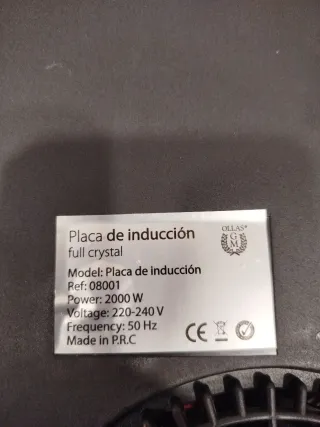 Placa de inducción
full crystal
OLLAS®
G
M
Model: Placa de inducción
Ref: 08001
Power: 2000 W
Voltage: 220-240 V
Frequency: 50 Hz
Made in P.R.C
CE